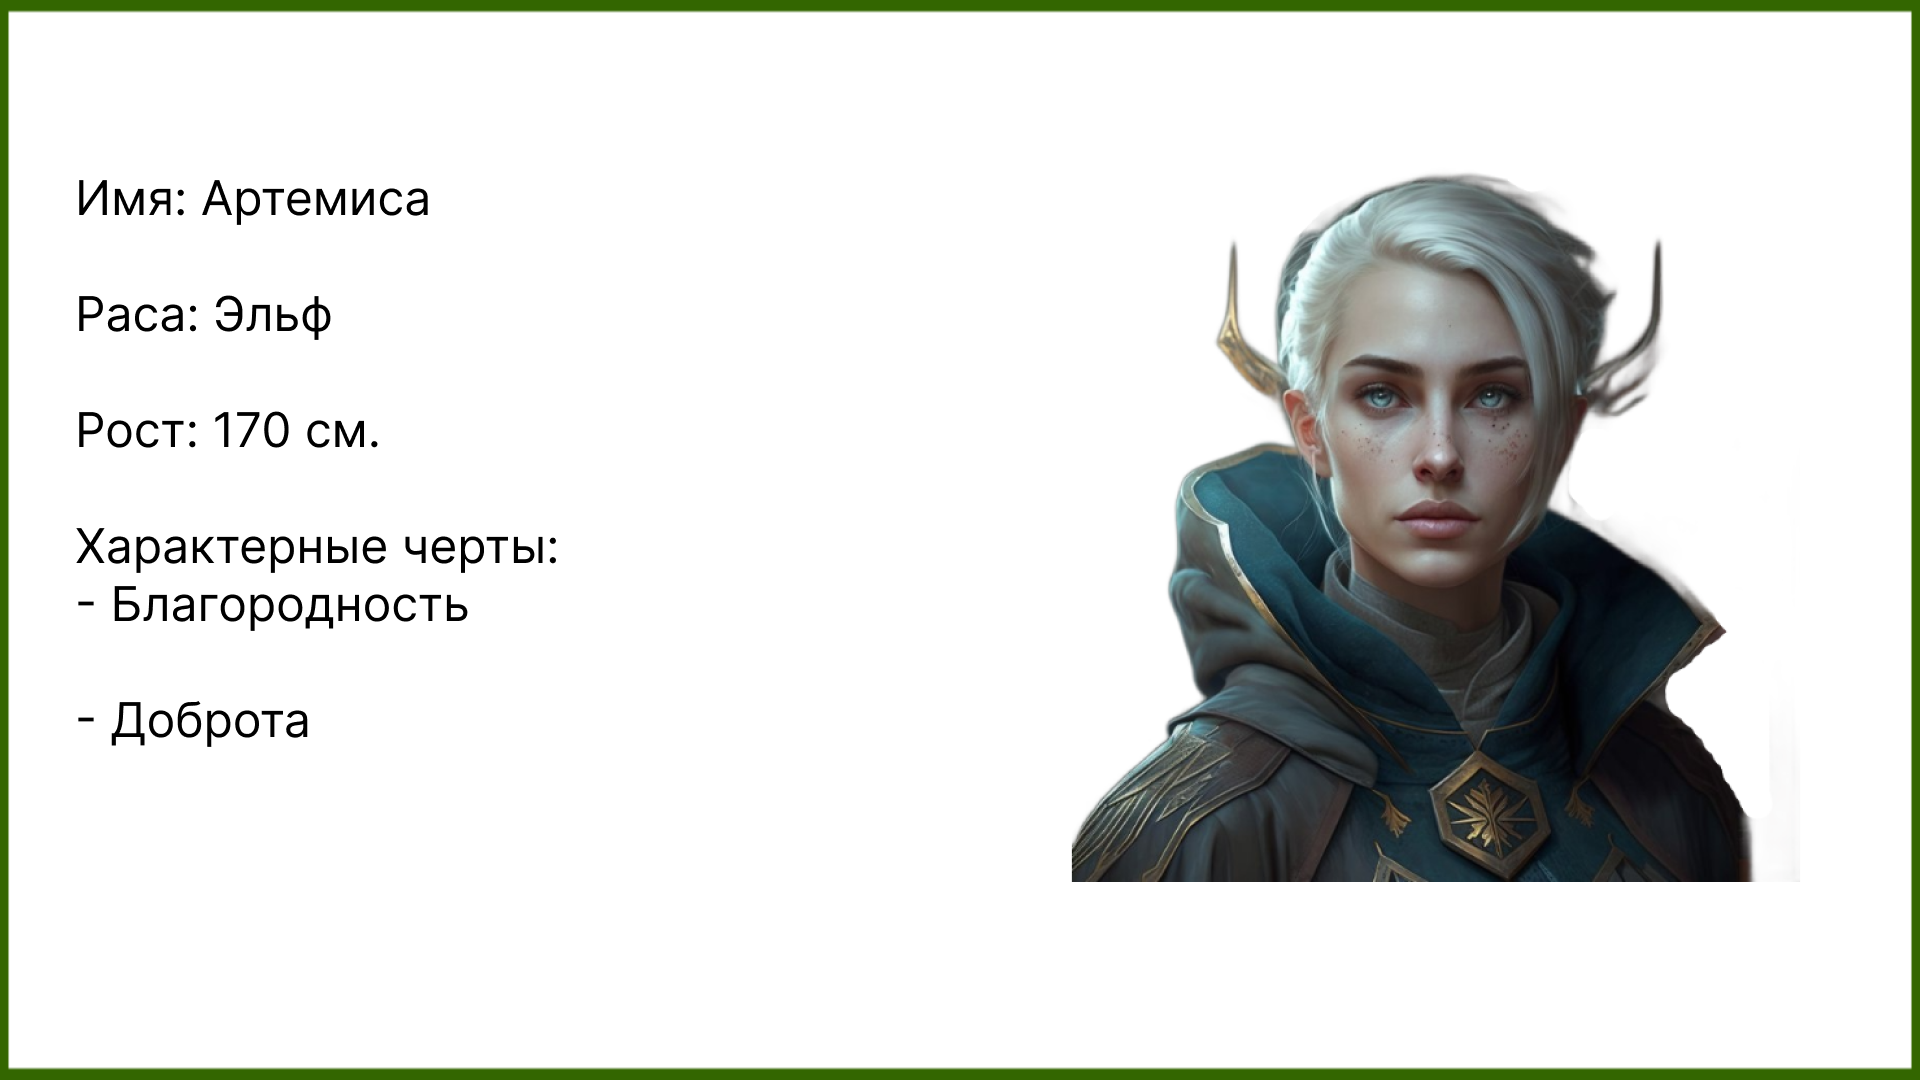 Имя: Артемиса
Раса: Эльф
Рост: 170 см.
Характерные черты:
- Благородность
- Доброта